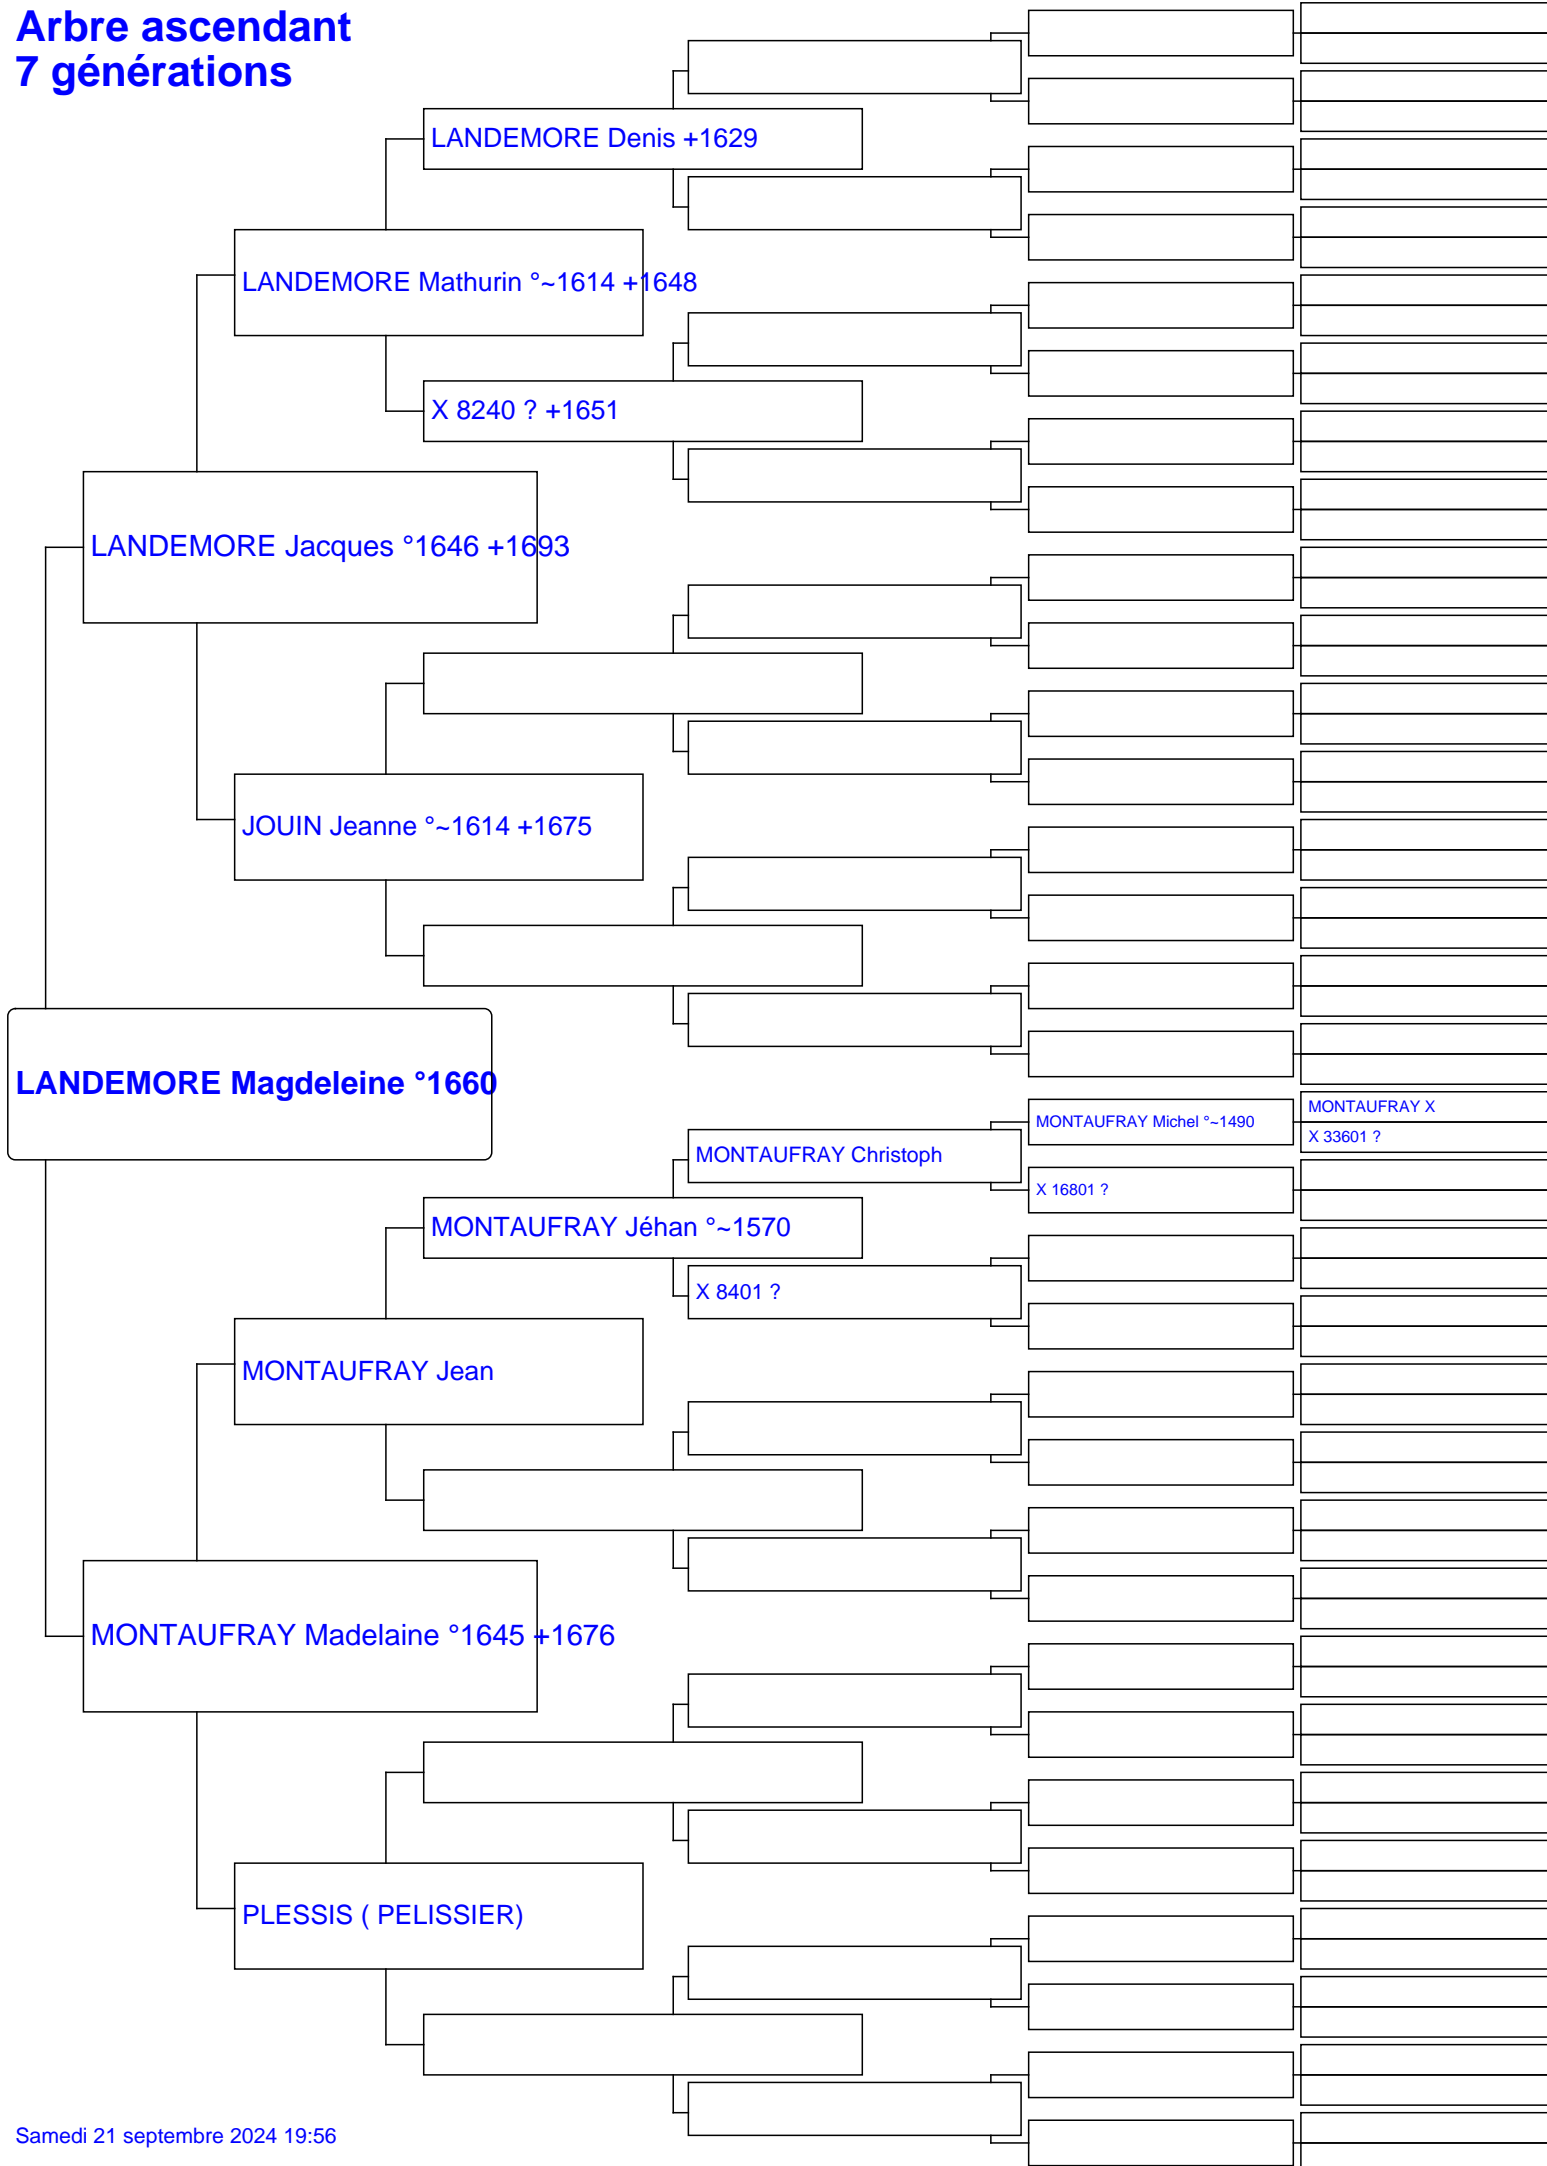 Arbre ascendant
7 générations
LANDEMORE Denis +1629
LANDEMORE Mathurin °~1614 +1648
X 8240 ? +1651
LANDEMORE Jacques °1646 +1693
JOUIN Jeanne °~1614 +1675
LANDEMORE Magdeleine °1660
MONTAUFRAY Michel °~1490
MONTAUFRAY X
X 33601 ?
MONTAUFRAY Christoph
X 16801 ?
MONTAUFRAY Jéhan °~1570
X 8401 ?
MONTAUFRAY Jean
MONTAUFRAY Madelaine °1645 +1676
PLESSIS ( PELISSIER)
Samedi 21 septembre 2024 19:56